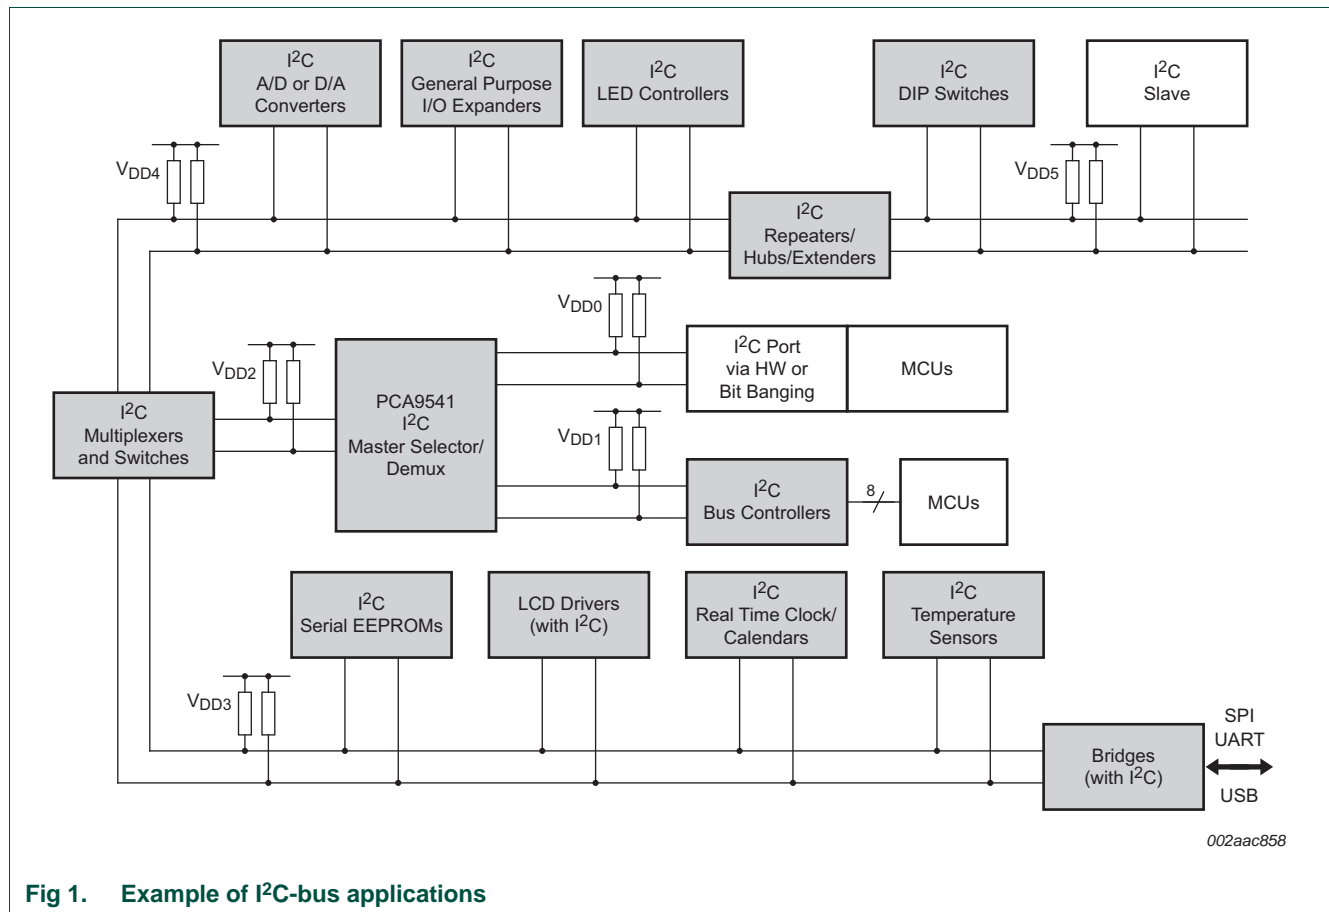 I2C
A/D or D/A
Converters
I2C
General Purpose
I/O Expanders
I2C
LED Controllers
I2C
DIP Switches
I2C
Slave
VDD4
VDD5
I2C
Repeaters/
Hubs/Extenders
VDD0
I2C Port
via HW or
Bit Banging
MCUs
VDD2
PCA9541
I2C
Master Selector/
Demux
I2C
Multiplexers
and Switches
VDD1
I2C
Bus Controllers
8
MCUs
I2C
Serial EEPROMs
LCD Drivers
(with I2C)
I2C
Real Time Clock/
Calendars
I2C
Temperature
Sensors
VDD3
Bridges
(with I2C)
SPI
UART
USB
002aac858
Fig 1. Example of I2C-bus applications